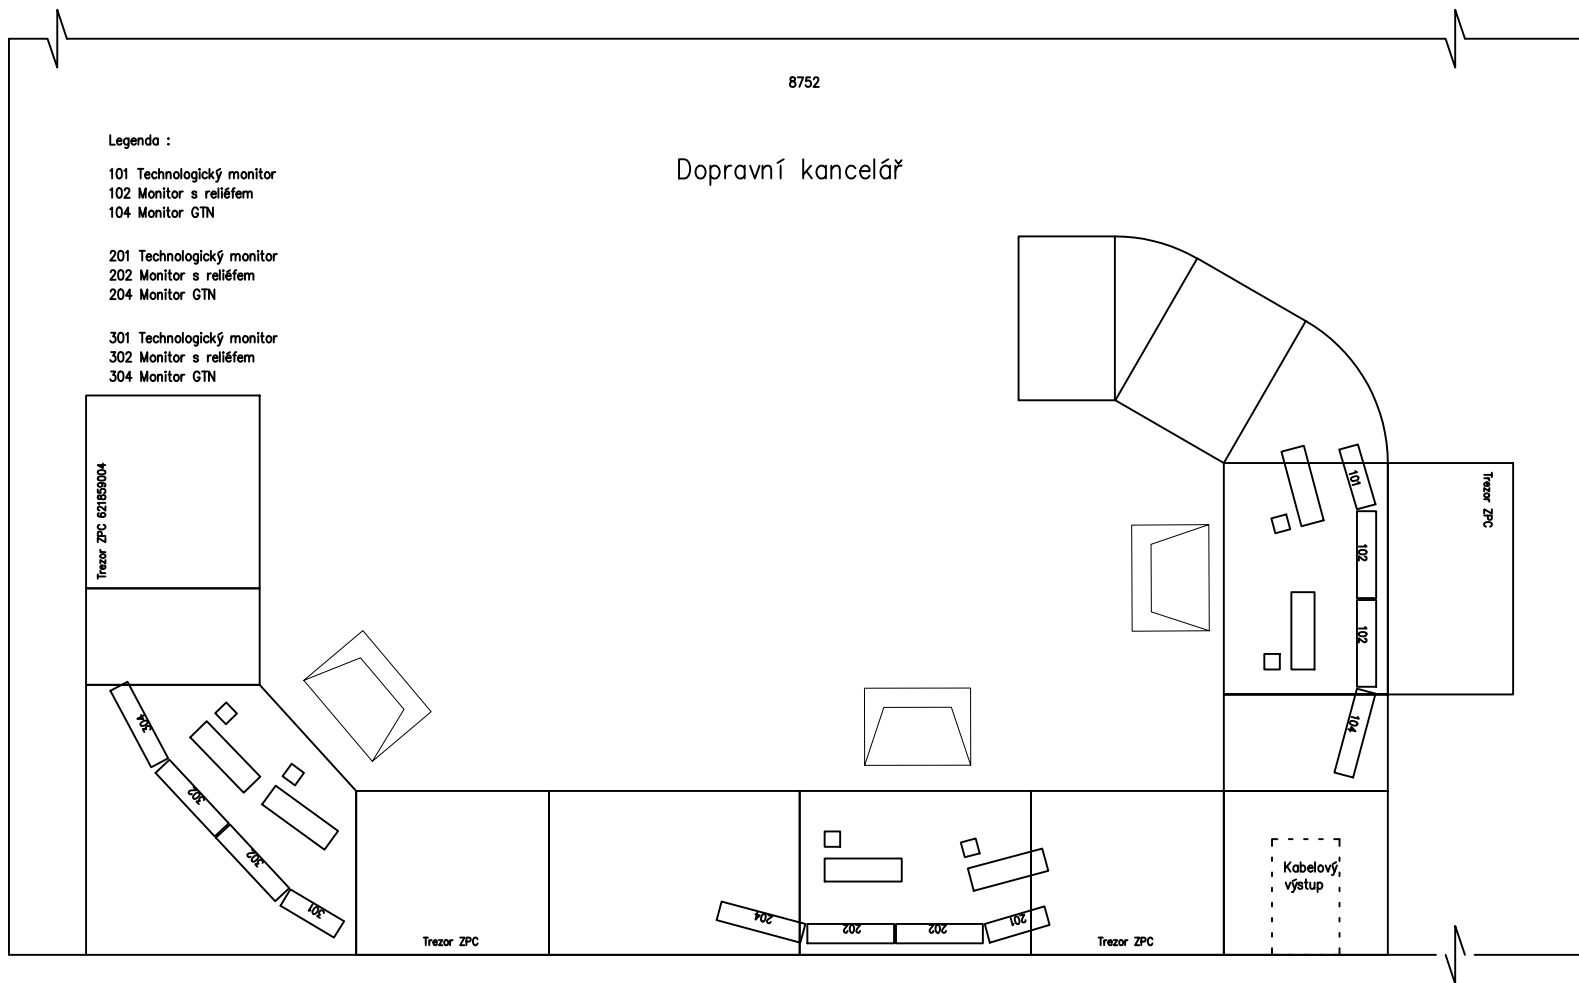 8752
Dopravní kancelář
Legenda :
101 Technologický monitor
102 Monitor s reliéfem
104 Monitor GTN
201 Technologický monitor
202 Monitor s reliéfem
204 Monitor GTN
301 Technologický monitor
302 Monitor s reliéfem
304 Monitor GTN
Trezor ZPC 621859004
304
302
302
301
Trezor ZPC
204
202
202
201
Trezor ZPC
101
102
102
104
Trezor ZPC
Kabelový
výstup